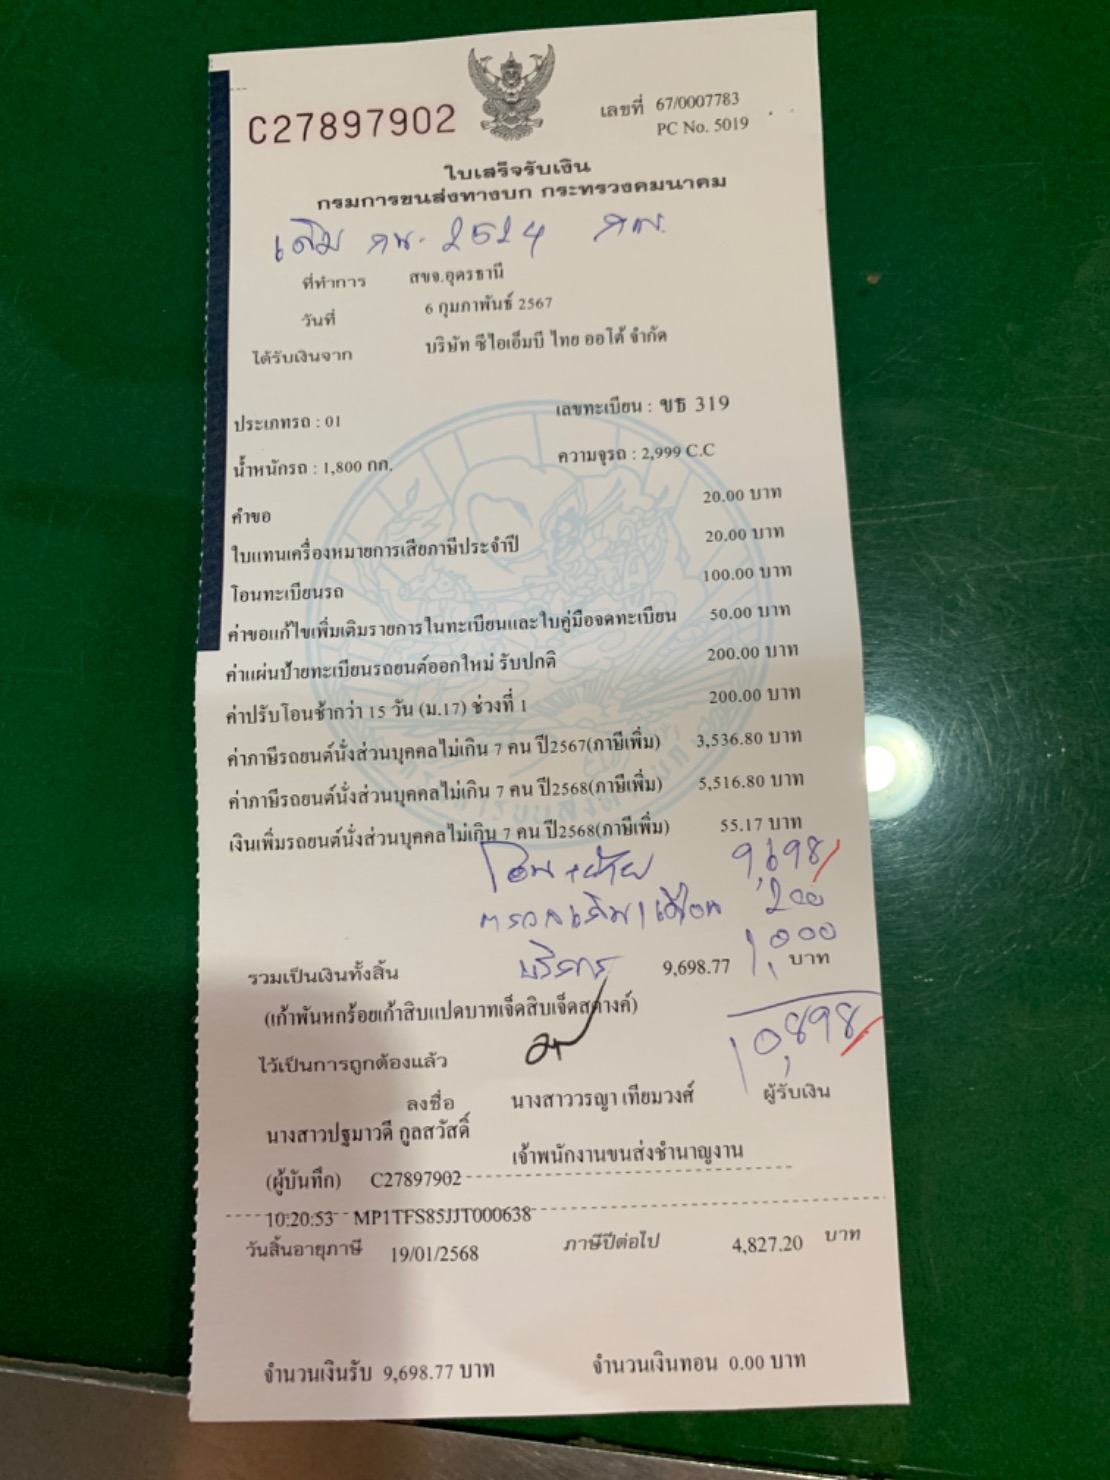 C27897902
เลขที่ 67/0007783
PC No. 5019
ใบเสร็จรับเงิน
กรมการขนส่งทางบก กระทรวงคมนาคม
เดิม กน. 2524 กท.
ที่ทำการ สขจ.อุดรธานี
วันที่ 6 กุมภาพันธ์ 2567
ได้รับเงินจาก บริษัท ซีไอเอ็มบี ไทย ออโต้ จำกัด
ประเภทรถ : 01 เลขทะเบียน : ขธ 319
น้ำหนักรถ : 1,800 กก. ความจุรถ : 2,999 C.C
คำขอ 20.00 บาท
ใบแทนเครื่องหมายการเสียภาษีประจำปี 20.00 บาท
โอนทะเบียนรถ 100.00 บาท
ค่าขอแก้ไขเพิ่มเติมรายการในทะเบียนและใบคู่มือจดทะเบียน 50.00 บาท
ค่าแผ่นป้ายทะเบียนรถยนต์ออกใหม่ รับปกติ 200.00 บาท
ค่าปรับโอนช้ากว่า 15 วัน (ม.17) ช่วงที่ 1 200.00 บาท
ค่าภาษีรถยนต์นั่งส่วนบุคคลไม่เกิน 7 คน ปี2567(ภาษีเพิ่ม) 3,536.80 บาท
ค่าภาษีรถยนต์นั่งส่วนบุคคลไม่เกิน 7 คน ปี2568(ภาษีเพิ่ม) 5,516.80 บาท
เงินเพิ่มรถยนต์นั่งส่วนบุคคลไม่เกิน 7 คน ปี2568(ภาษีเพิ่ม) 55.17 บาท
โอน+ย้าย 9,698/
200
บริการ 1,000
รวมเป็นเงินทั้งสิ้น 9,698.77 บาท
(เก้าพันหกร้อยเก้าสิบแปดบาทเจ็ดสิบเจ็ดสตางค์)
10,898/
ไว้เป็นการถูกต้องแล้ว
ลงชื่อ นางสาววรญา เทียมวงศ์ ผู้รับเงิน
นางสาวปฐมาวดี กูลสวัสดิ์
เจ้าพนักงานขนส่งชำนาญงาน
(ผู้บันทึก) C27897902
10:20:53 MP1TFS85JJT000638
วันสิ้นอายุภาษี 19/01/2568 ภาษีปีต่อไป 4,827.20 บาท
จำนวนเงินรับ 9,698.77 บาท จำนวนเงินทอน 0.00 บาท